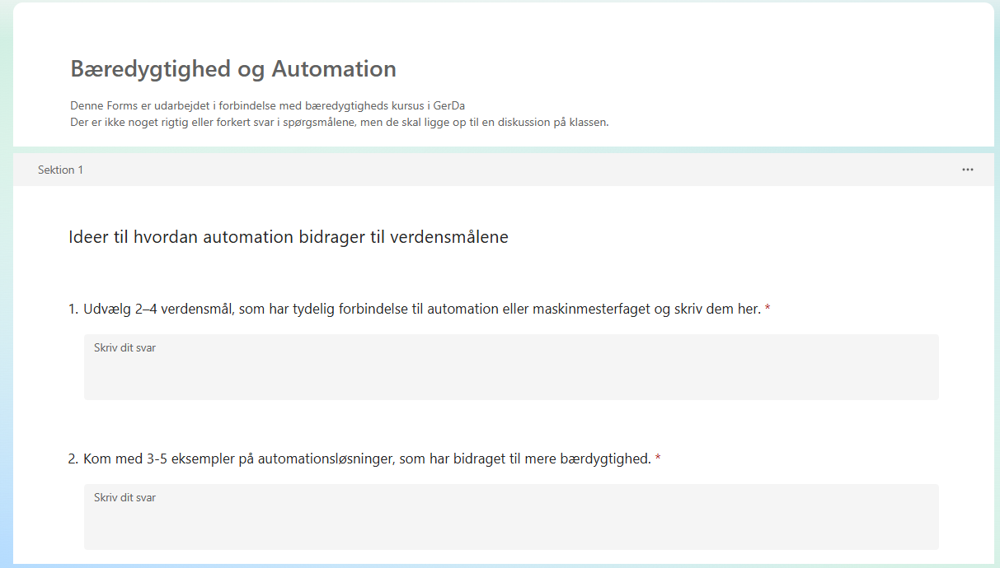 Bæredygtighed og Automation
Denne Forms er udarbejdet i forbindelse med bæredygtigheds kursus i GerDa
Der er ikke noget rigtig eller forkert svar i spørgsmålene, men de skal ligge op til en diskussion på klassen.
Sektion 1
Ideer til hvordan automation bidrager til verdensmålene
1. Udvælg 2–4 verdensmål, som har tydelig forbindelse til automation eller maskinmesterfaget og skriv dem her. *
Skriv dit svar
2. Kom med 3-5 eksempler på automationsløsninger, som har bidraget til mere bærdygtighed. *
Skriv dit svar